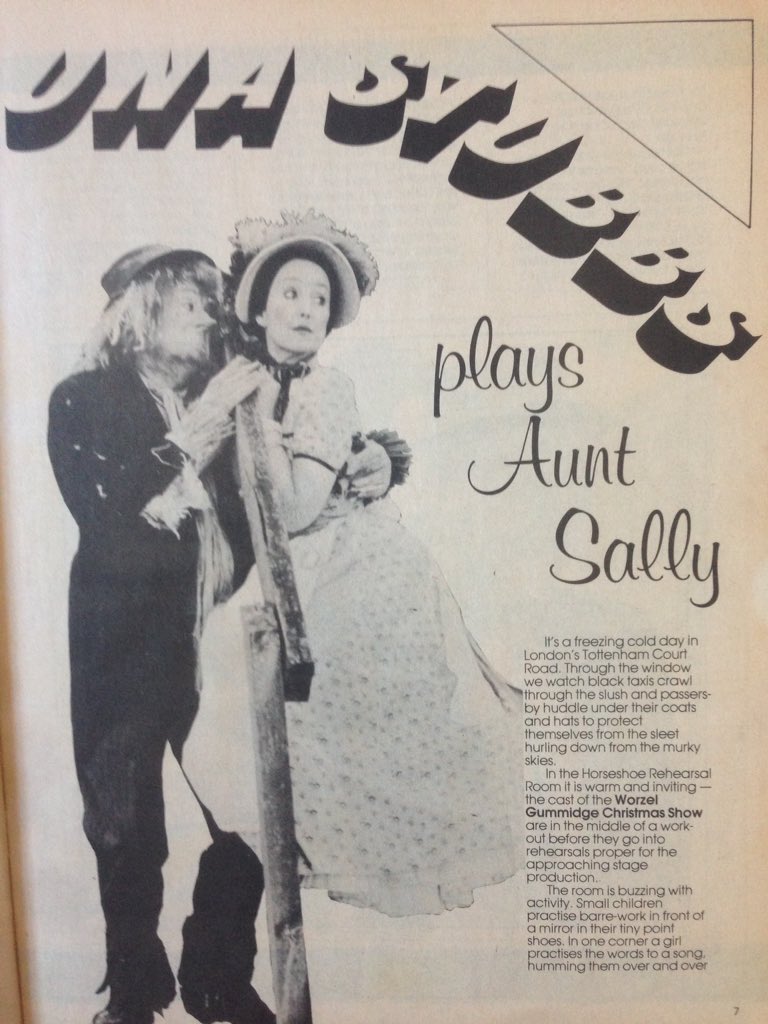 UNA STUBBS
plays
Aunt
Sally
It's a freezing cold day in
London's Tottenham Court
Road. Through the window
we watch black taxis crawl
through the slush and passers-
by huddle under their coats
and hats to protect
themselves from the sleet
hurling down from the murky
skies.
In the Horseshoe Rehearsal
Room it is warm and inviting —
the cast of the Worzel
Gummidge Christmas Show
are in the middle of a work-
out before they go into
rehearsals proper for the
approaching stage
production.
The room is buzzing with
activity. Small children
practise barre-work in front of
a mirror in their tiny point
shoes. In one corner a girl
practises the words to a song,
humming them over and over
7